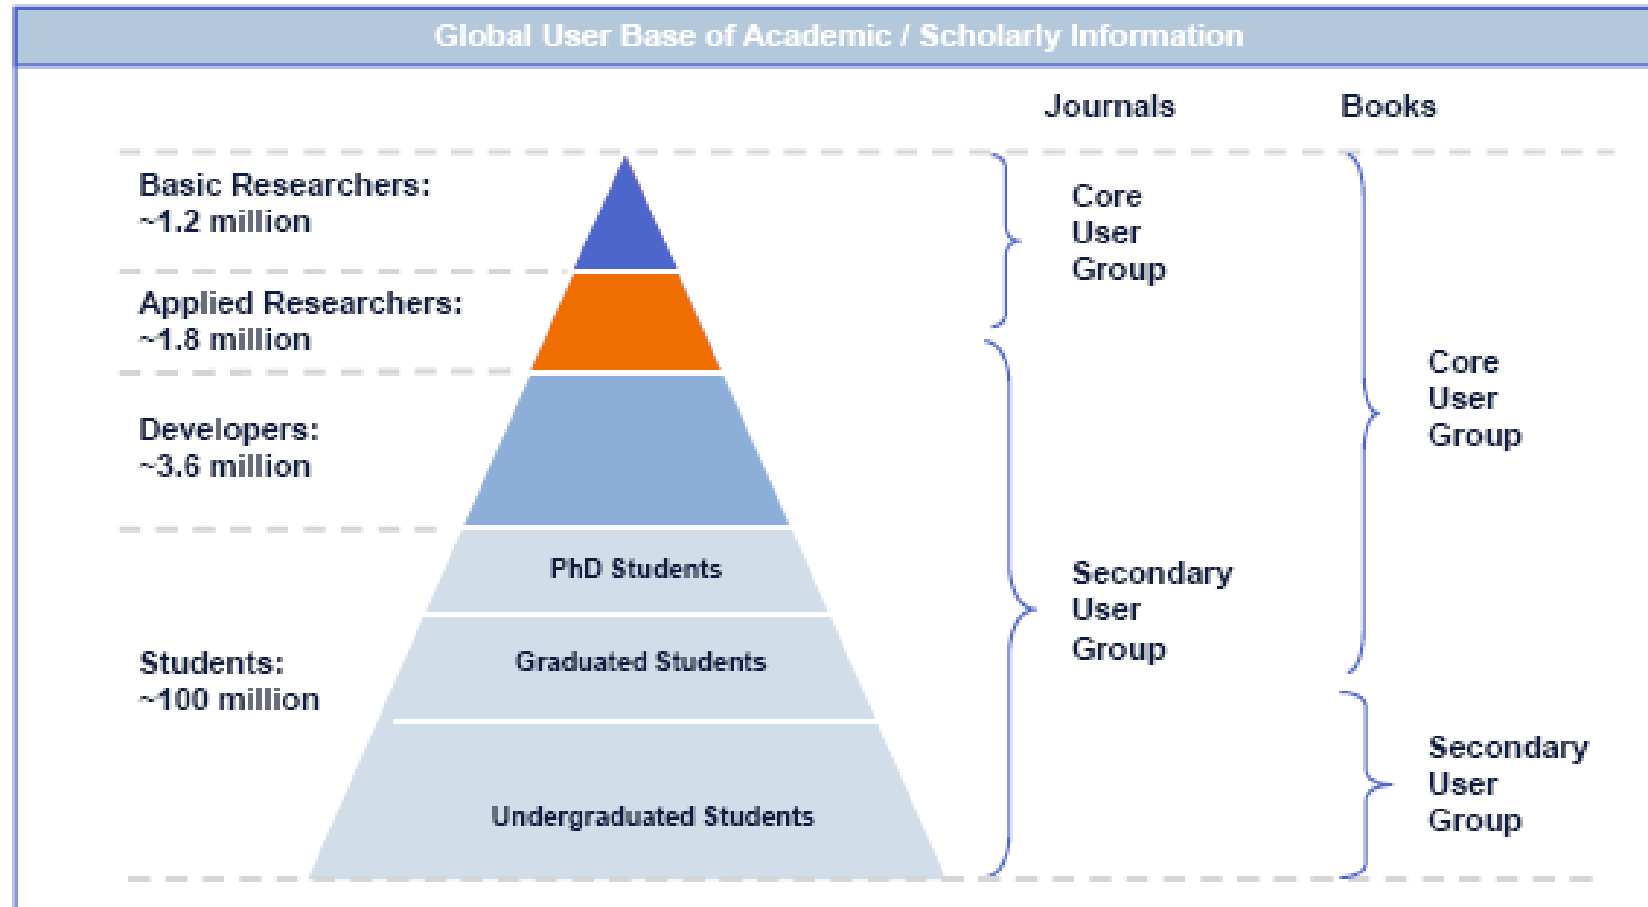 Global User Base of Academic / Scholarly Information
Journals
Books
Basic Researchers:
~1.2 million
Applied Researchers:
~1.8 million
Developers:
~3.6 million
Students:
~100 million
PhD Students
Graduated Students
Undergraduated Students
Core
User
Group
Secondary
User
Group
Core
User
Group
Secondary
User
Group